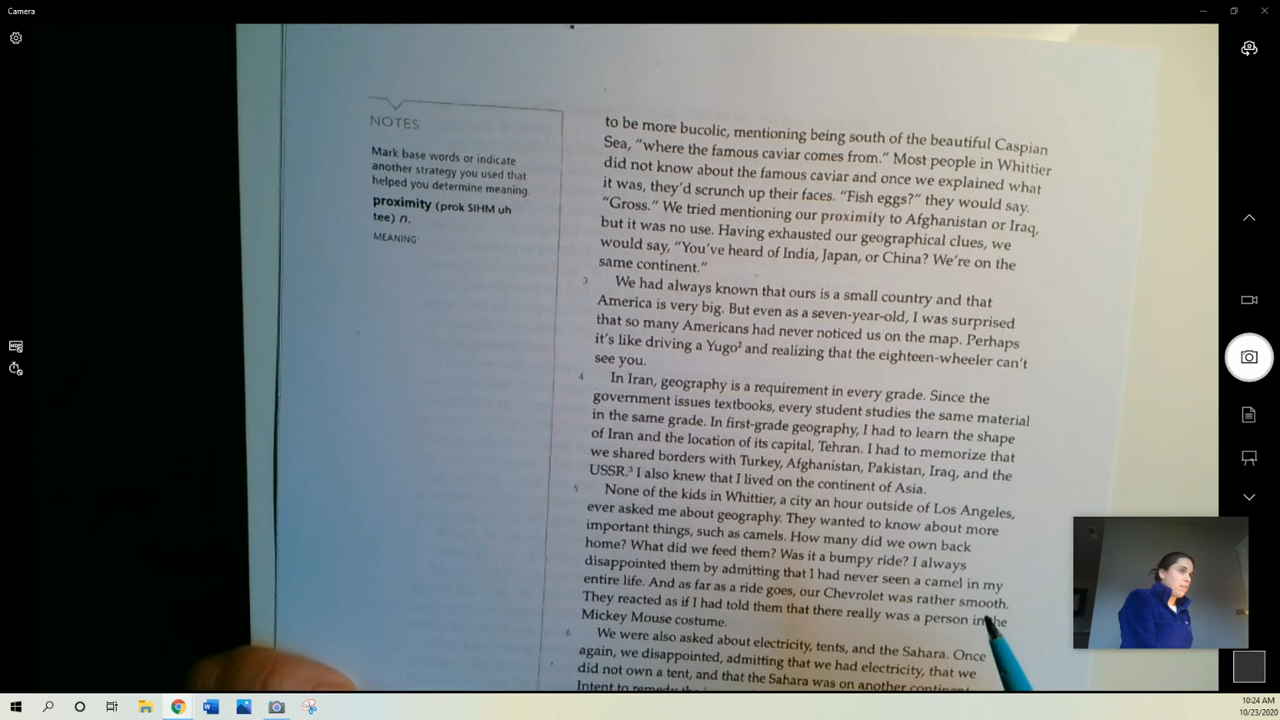 Camera
NOTES
Mark base words or indicate
another strategy you used that
helped you determine meaning.
proximity (prok SIHM uh
tee) n.
MEANING:
to be more bucolic, mentioning being south of the beautiful Caspian
Sea, “where the famous caviar comes from.” Most people in Whittier
did not know about the famous caviar and once we explained what
it was, they’d scrunch up their faces. “Fish eggs?” they would say.
“Gross.” We tried mentioning our proximity to Afghanistan or Iraq,
but it was no use. Having exhausted our geographical clues, we
would say, “You’ve heard of India, Japan, or China? We’re on the
same continent.”
3 We had always known that ours is a small country and that
America is very big. But even as a seven-year-old, I was surprised
that so many Americans had never noticed us on the map. Perhaps
it’s like driving a Yugo² and realizing that the eighteen-wheeler can’t
see you.
4 In Iran, geography is a requirement in every grade. Since the
government issues textbooks, every student studies the same material
in the same grade. In first-grade geography, I had to learn the shape
of Iran and the location of its capital, Tehran. I had to memorize that
we shared borders with Turkey, Afghanistan, Pakistan, Iraq, and the
USSR.³ I also knew that I lived on the continent of Asia.
5 None of the kids in Whittier, a city an hour outside of Los Angeles,
ever asked me about geography. They wanted to know about more
important things, such as camels. How many did we own back
home? What did we feed them? Was it a bumpy ride? I always
disappointed them by admitting that I had never seen a camel in my
entire life. And as far as a ride goes, our Chevrolet was rather smooth.
They reacted as if I had told them that there really was a person in the
Mickey Mouse costume.
6 We were also asked about electricity, tents, and the Sahara. Once
again, we disappointed, admitting that we had electricity, that we
did not own a tent, and that the Sahara was on another continent.
Intent to remedy the
10:24 AM
10/23/2020